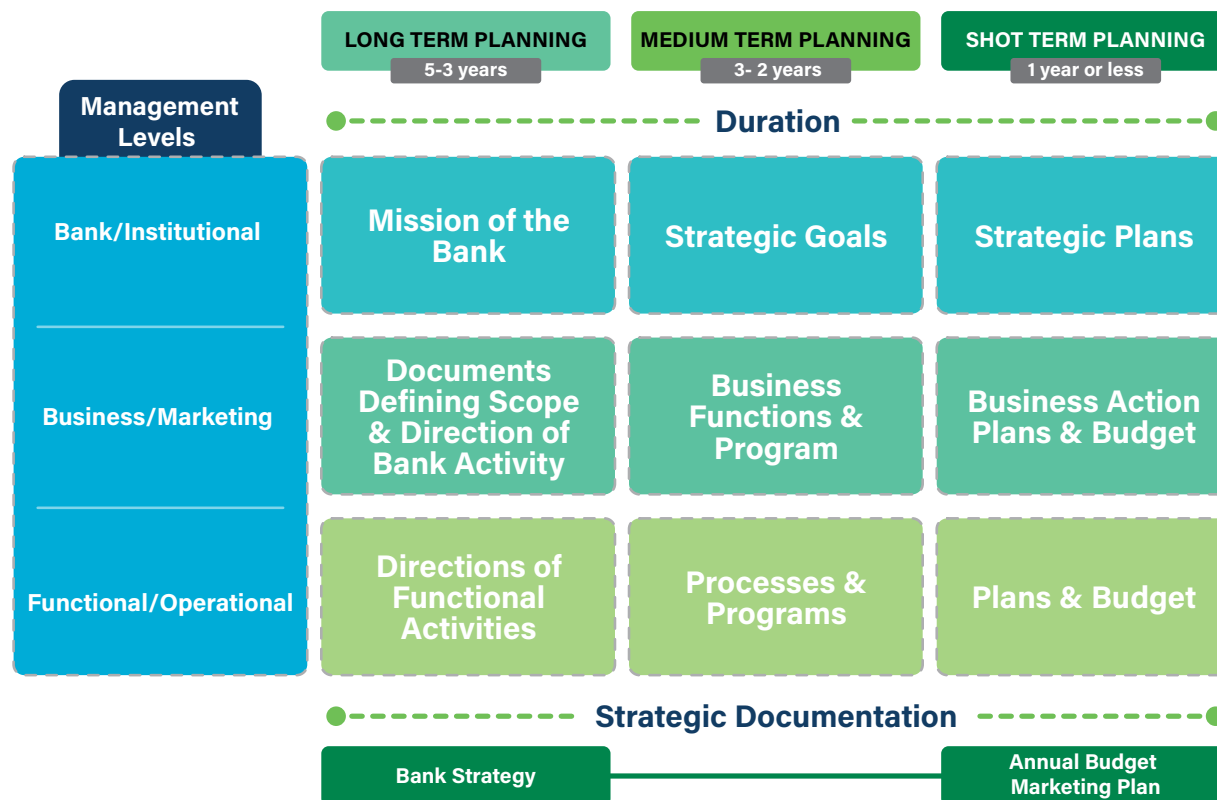 LONG TERM PLANNING
5-3 years
MEDIUM TERM PLANNING
3- 2 years
SHOT TERM PLANNING
1 year or less
Management
Levels
Duration
Bank/Institutional
Mission of the
Bank
Strategic Goals
Strategic Plans
Business/Marketing
Documents
Defining Scope
& Direction of
Bank Activity
Business
Functions &
Program
Business Action
Plans & Budget
Functional/Operational
Directions of
Functional
Activities
Processes &
Programs
Plans & Budget
Strategic Documentation
Bank Strategy
Annual Budget
Marketing Plan